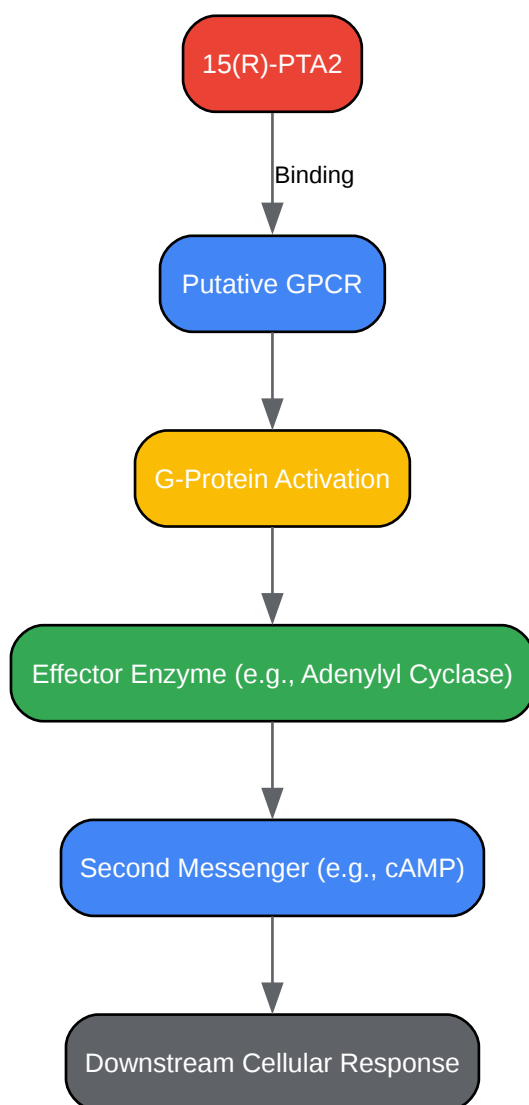 15(R)-PTA2
Binding
Putative GPCR
G-Protein Activation
Effector Enzyme (e.g., Adenylyl Cyclase)
Second Messenger (e.g., cAMP)
Downstream Cellular Response